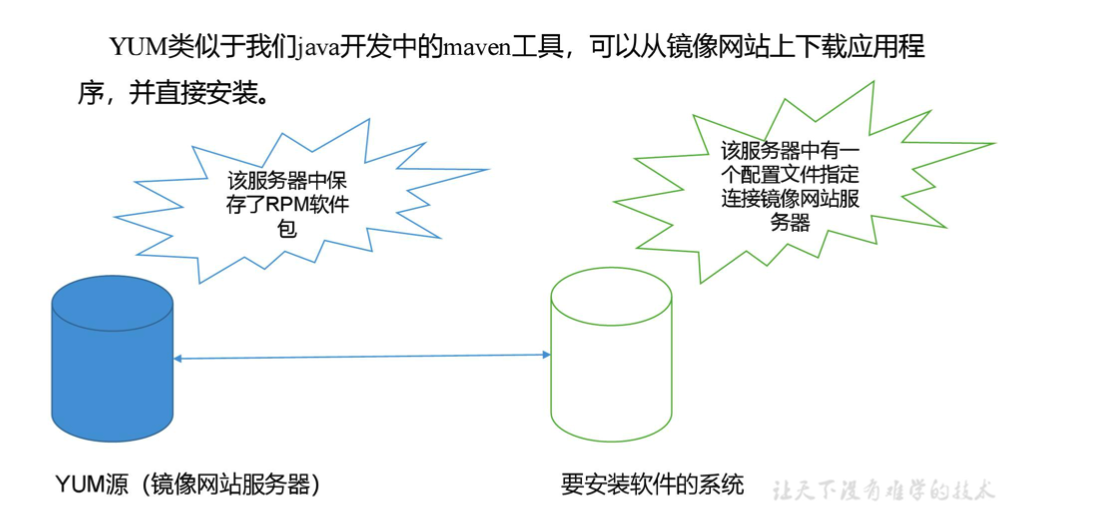 YUM类似于我们java开发中的maven工具，可以从镜像网站上下载应用程
序，并直接安装。
该服务器中保
存了RPM软件
包
该服务器中有一
个配置文件指定
连接镜像网站服
务器
YUM源（镜像网站服务器）
要安装软件的系统
让天下没有难学的技术